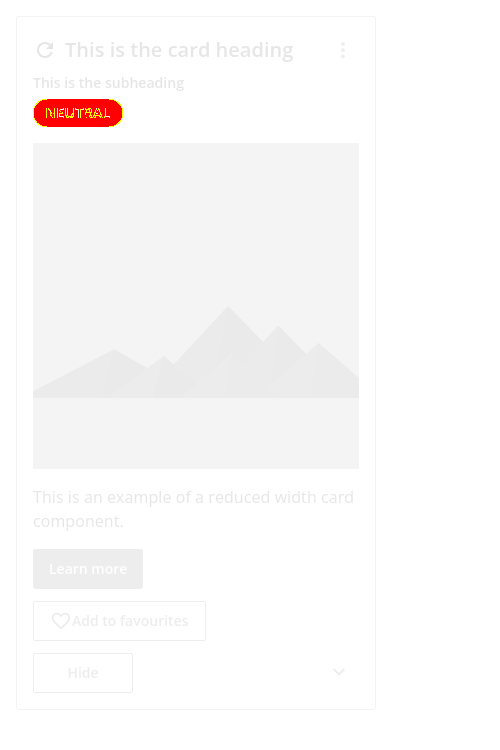 This is the card heading
This is the subheading
NEUTRAL
This is an example of a reduced width card
component.
Learn more
Add to favourites
Hide